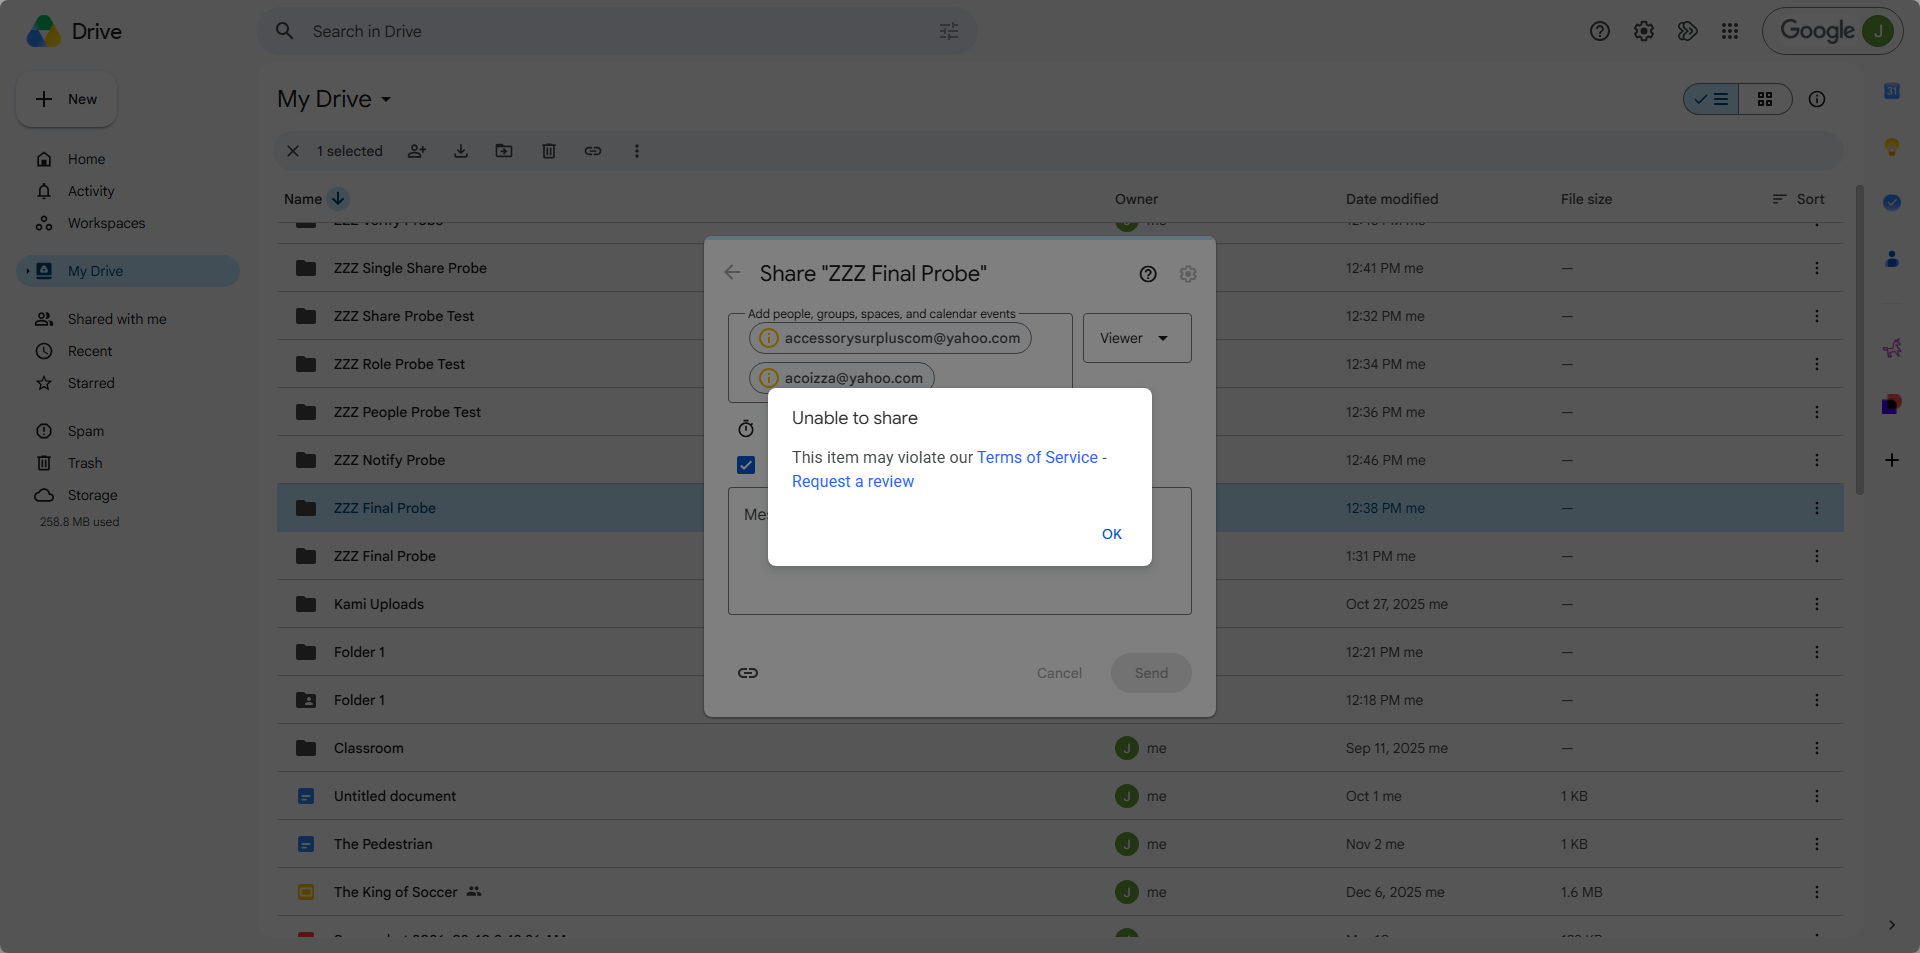 Drive
Search in Drive
Google
J
New
My Drive
31
1 selected
Home
Activity
Workspaces
My Drive
Shared with me
Recent
Starred
Spam
Trash
Storage
258.8 MB used
Name
Owner
Date modified
File size
Sort
ZZZ Single Share Probe
12:41 PM me
—
ZZZ Share Probe Test
12:32 PM me
—
ZZZ Role Probe Test
12:34 PM me
—
ZZZ People Probe Test
12:36 PM me
—
ZZZ Notify Probe
12:46 PM me
—
ZZZ Final Probe
12:38 PM me
—
ZZZ Final Probe
1:31 PM me
—
Kami Uploads
Oct 27, 2025 me
—
Folder 1
12:21 PM me
—
Folder 1
12:18 PM me
—
Classroom
J me
Sep 11, 2025 me
—
Untitled document
J me
Oct 1 me
1 KB
The Pedestrian
J me
Nov 2 me
1 KB
The King of Soccer
J me
Dec 6, 2025 me
1.6 MB
Share "ZZZ Final Probe"
Add people, groups, spaces, and calendar events
accessorysurpluscom@yahoo.com
acoizza@yahoo.com
Viewer
Unable to share
This item may violate our Terms of Service -
Request a review
OK
Cancel
Send